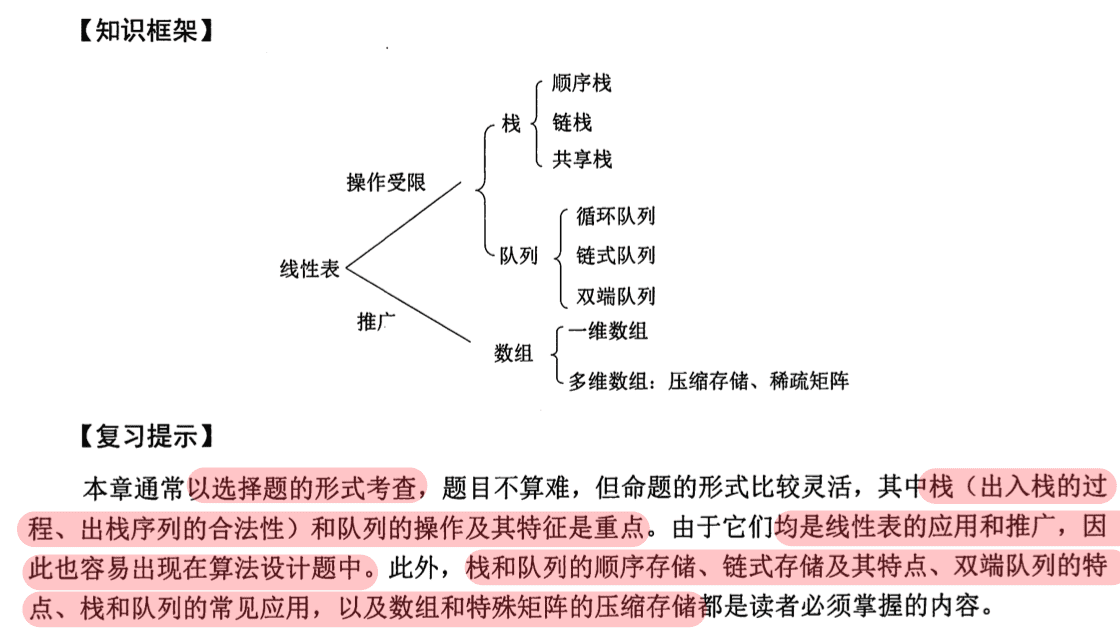 【知识框架】
顺序栈
栈
链栈
共享栈
操作受限
循环队列
队列
链式队列
双端队列
线性表
推广
一维数组
数组
多维数组：压缩存储、稀疏矩阵
【复习提示】
本章通常以选择题的形式考查，题目不算难，但命题的形式比较灵活，其中栈（出入栈的过
程、出栈序列的合法性）和队列的操作及其特征是重点。由于它们均是线性表的应用和推广，因
此也容易出现在算法设计题中。此外，栈和队列的顺序存储、链式存储及其特点、双端队列的特
点、栈和队列的常见应用，以及数组和特殊矩阵的压缩存储都是读者必须掌握的内容。